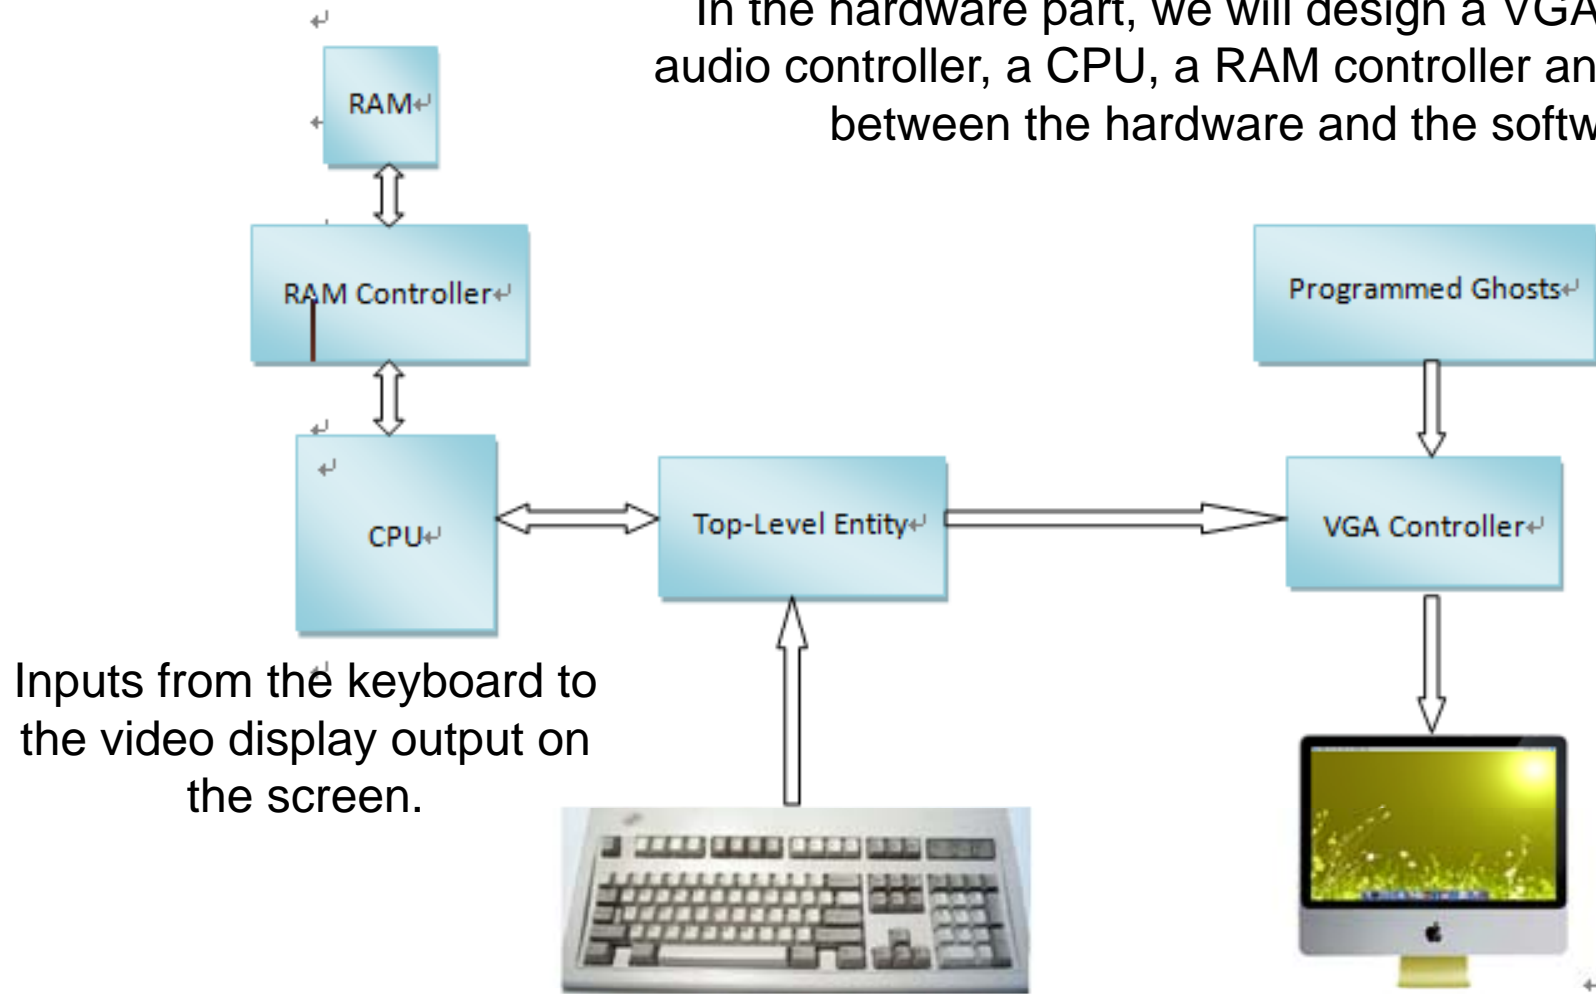 In the hardware part, we will design a VGA
audio controller, a CPU, a RAM controller an
between the hardware and the softw
RAM
RAM Controller
Programmed Ghosts
CPU
Top-Level Entity
VGA Controller
Inputs from the keyboard to
the video display output on
the screen.